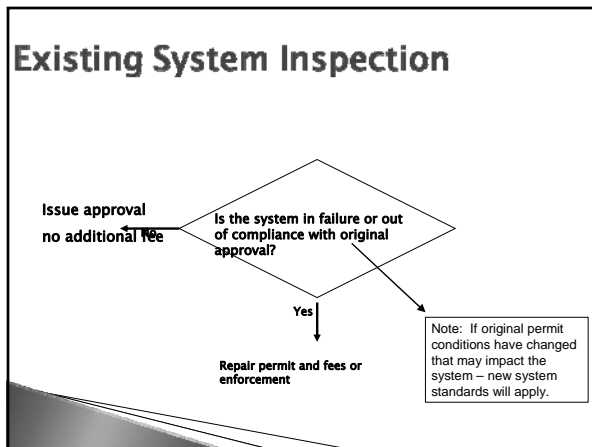 Existing System Inspection
Issue approval
no additional fee
No
Is the system in failure or out
of compliance with original
approval?
Yes
Repair permit and fees or
enforcement
Note:  If original permit
conditions have changed
that may impact the
system – new system
standards will apply.